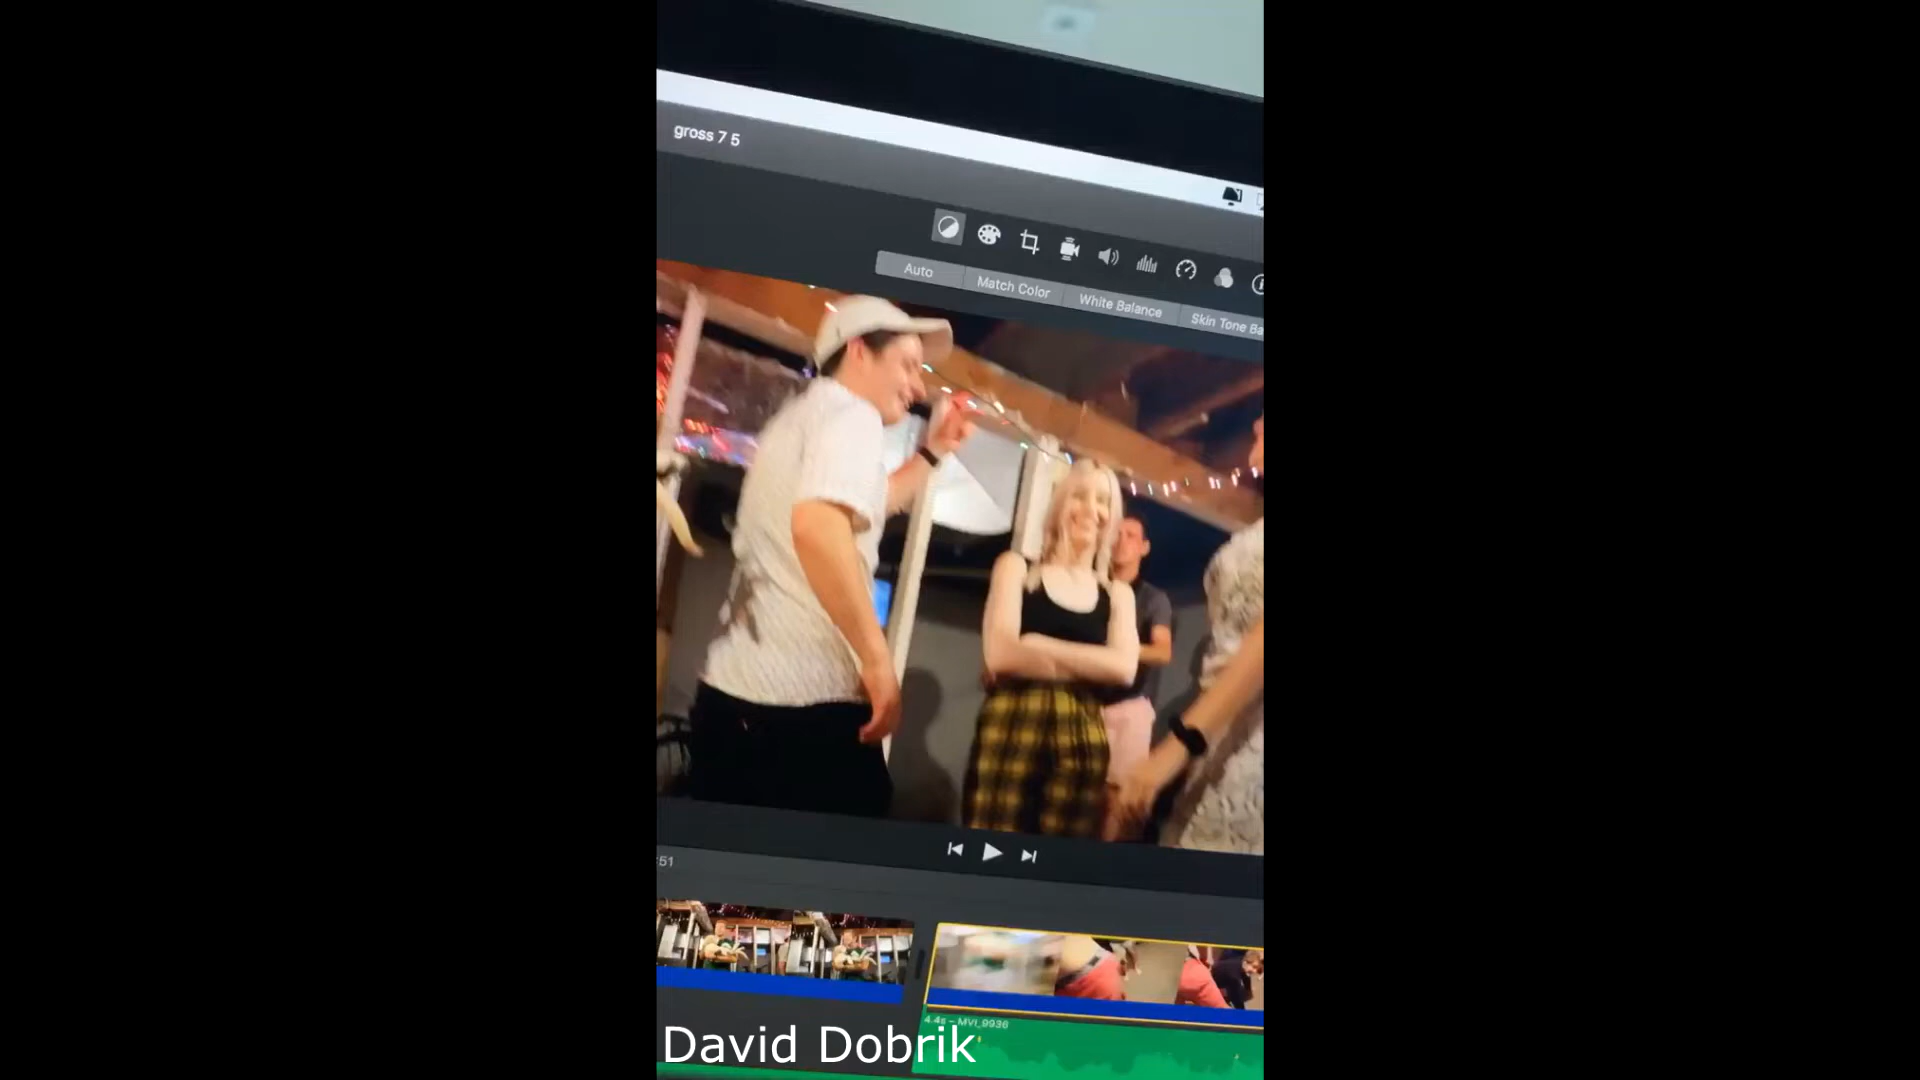 gross 7 5
Auto
Match Color
White Balance
Skin Tone Ba
:51
4.4s – MVI_9936
David Dobrik